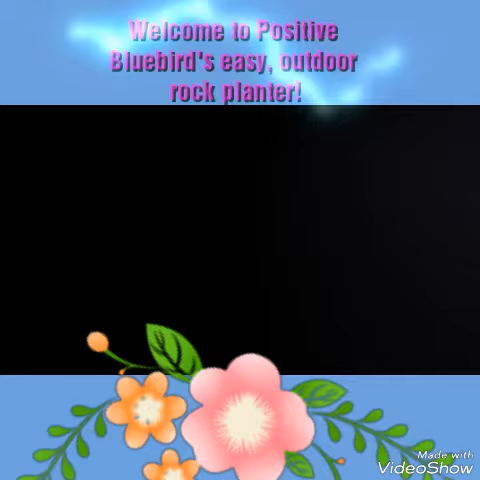 Welcome to Positive
Bluebird's easy, outdoor
rock planter!
Made with
VideoShow